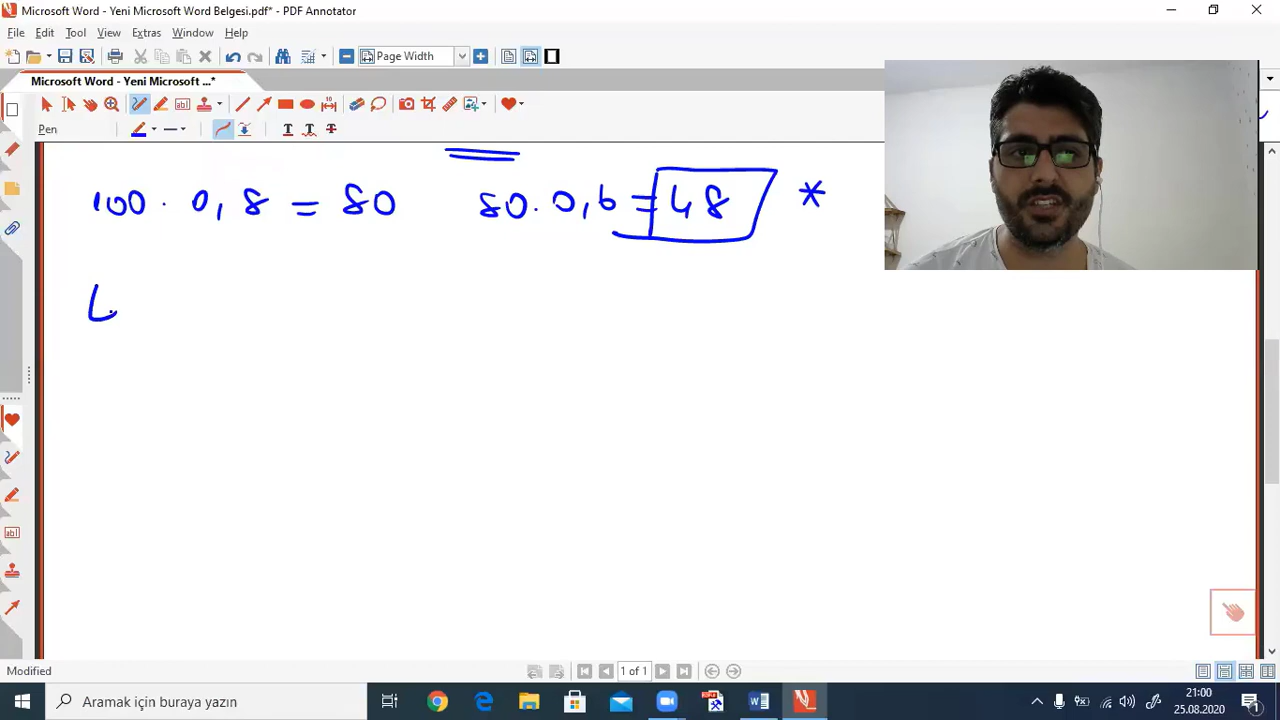 Microsoft Word - Yeni Microsoft Word Belgesi.pdf* - PDF Annotator
File Edit Tool View Extras Window Help
Page Width
Microsoft Word - Yeni Microsoft ...*
Pen
100 . 0,8 = 80 80. 0,6 = 48 *
L
Modified
1 of 1
Aramak için buraya yazın
21:00
25.08.2020